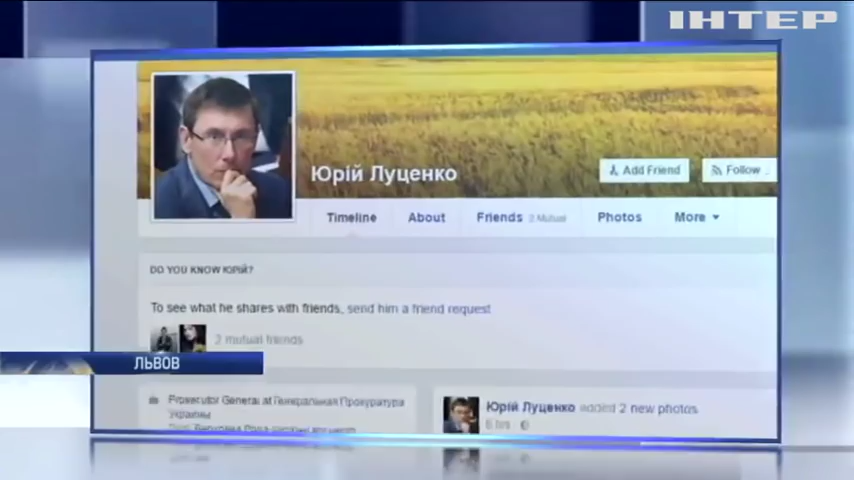 ІНТЕР
Юрій Луценко
Add Friend
Follow
Timeline
About
Friends 2 Mutual
Photos
More
DO YOU KNOW ЮРІЙ?
To see what he shares with friends, send him a friend request
2 mutual friends
ЛЬВОВ
Prosecutor General at Генеральная Прокуратура
Украины
Юрій Луценко added 2 new photos.
6 hrs